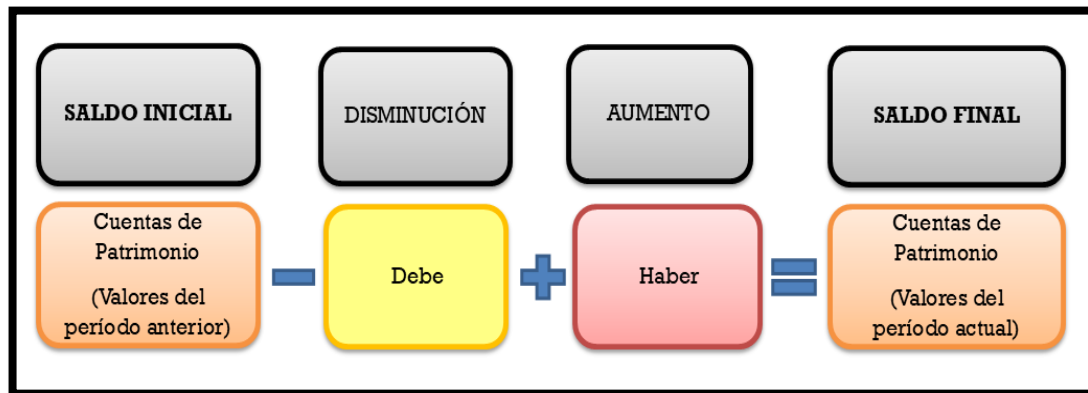 SALDO INICIAL
DISMINUCIÓN
AUMENTO
SALDO FINAL
Cuentas de
Patrimonio
(Valores del
período anterior)
Debe
Haber
Cuentas de
Patrimonio
(Valores del
período actual)